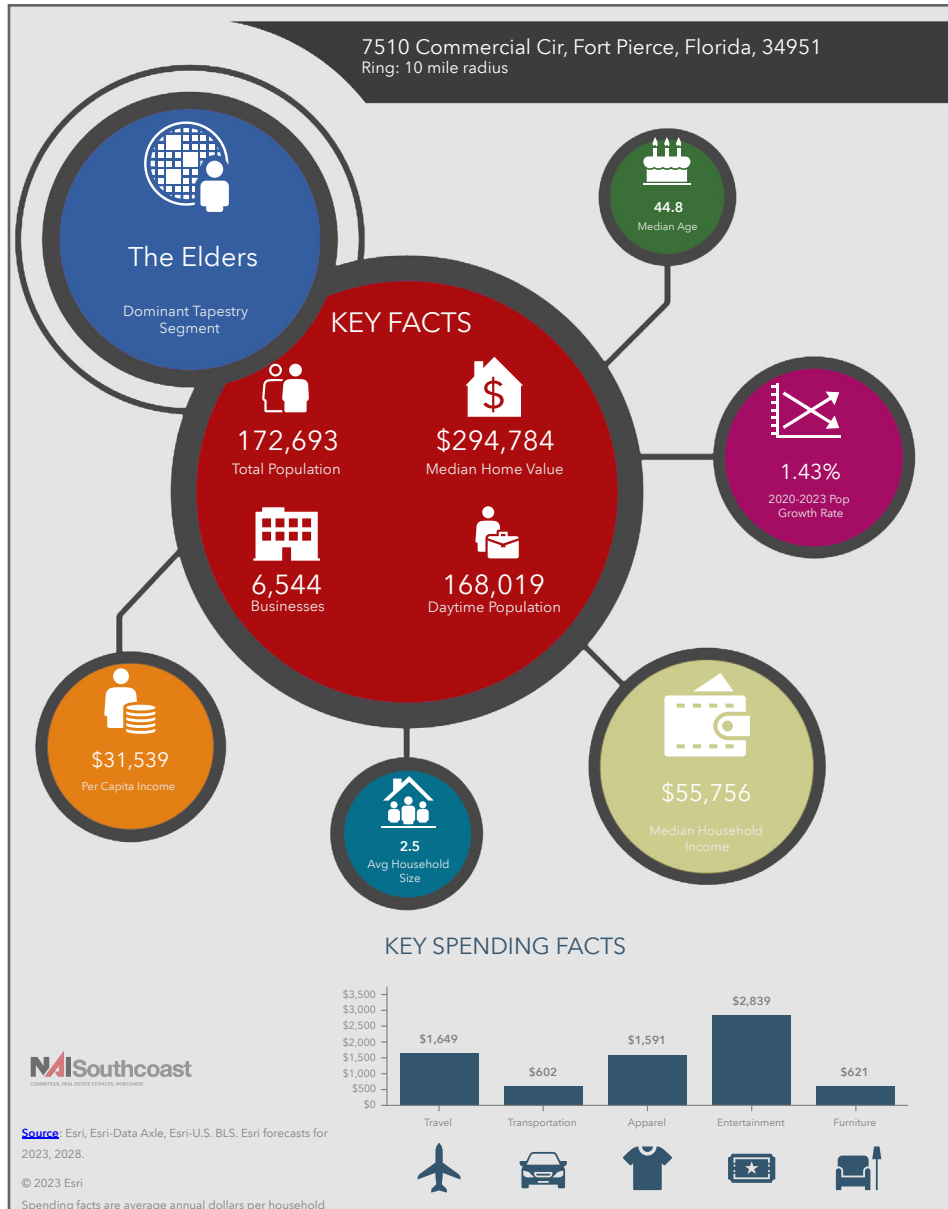 7510 Commercial Cir, Fort Pierce, Florida, 34951
Ring: 10 mile radius
The Elders
Dominant Tapestry
Segment
44.8
Median Age
KEY FACTS
172,693
Total Population
$294,784
Median Home Value
6,544
Businesses
168,019
Daytime Population
1.43%
2020-2023 Pop
Growth Rate
$31,539
Per Capita Income
2.5
Avg Household
Size
$55,756
Median Household
Income
KEY SPENDING FACTS
$3,500
$3,000
$2,500
$2,000
$1,500
$1,000
$500
$0
$1,649
$602
$1,591
$2,839
$621
Travel
Transportation
Apparel
Entertainment
Furniture
NAISouthcoast
COMMERCIAL REAL ESTATE SERVICES, WORLDWIDE
Source: Esri, Esri-Data Axle, Esri-U.S. BLS. Esri forecasts for
2023, 2028.
© 2023 Esri
Spending facts are average annual dollars per household